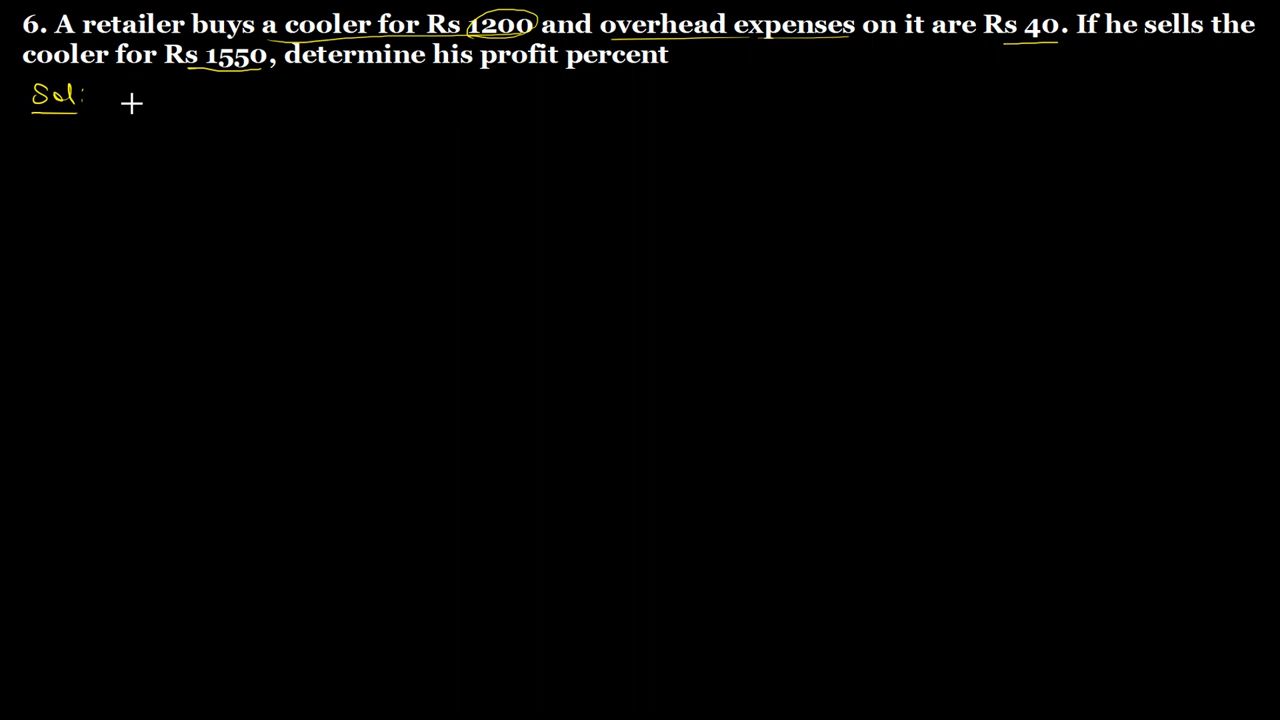 6. A retailer buys a cooler for Rs 1200 and overhead expenses on it are Rs 40. If he sells the
cooler for Rs 1550, determine his profit percent
Sol: